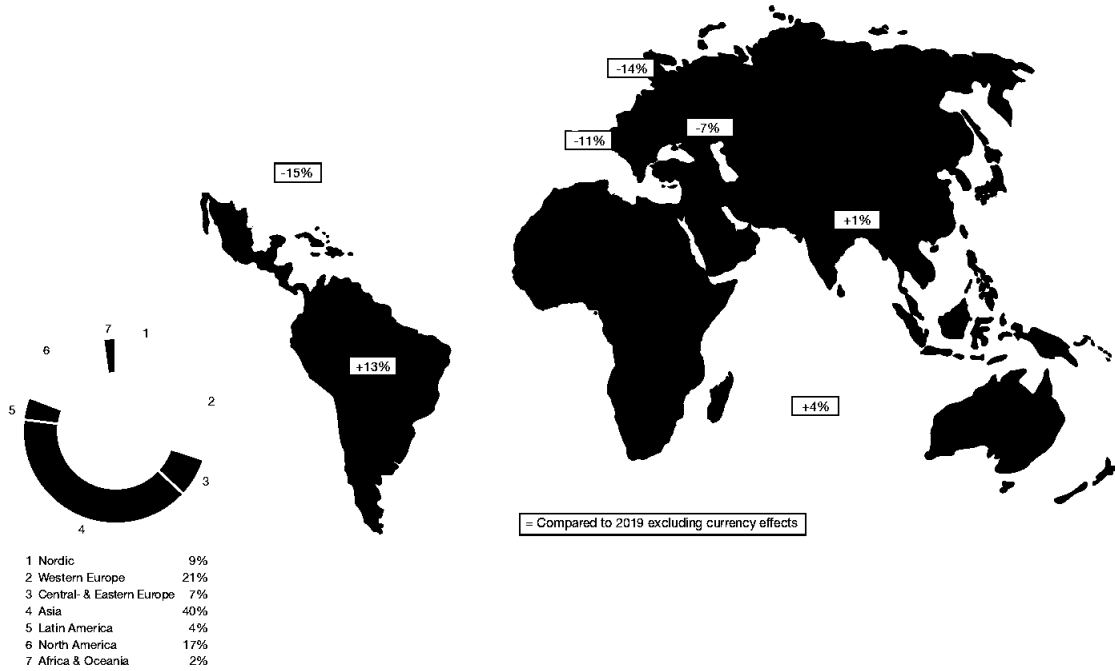 -14%
-7%
-11%
-15%
+1%
+13%
+4%
7
1
6
2
5
3
4
= Compared to 2019 excluding currency effects
1 Nordic 9%
2 Western Europe 21%
3 Central- & Eastern Europe 7%
4 Asia 40%
5 Latin America 4%
6 North America 17%
7 Africa & Oceania 2%